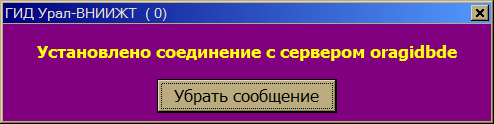 ГИД Урал-ВНИИЖТ ( 0)
Установлено соединение с сервером oragidbde
Убрать сообщение